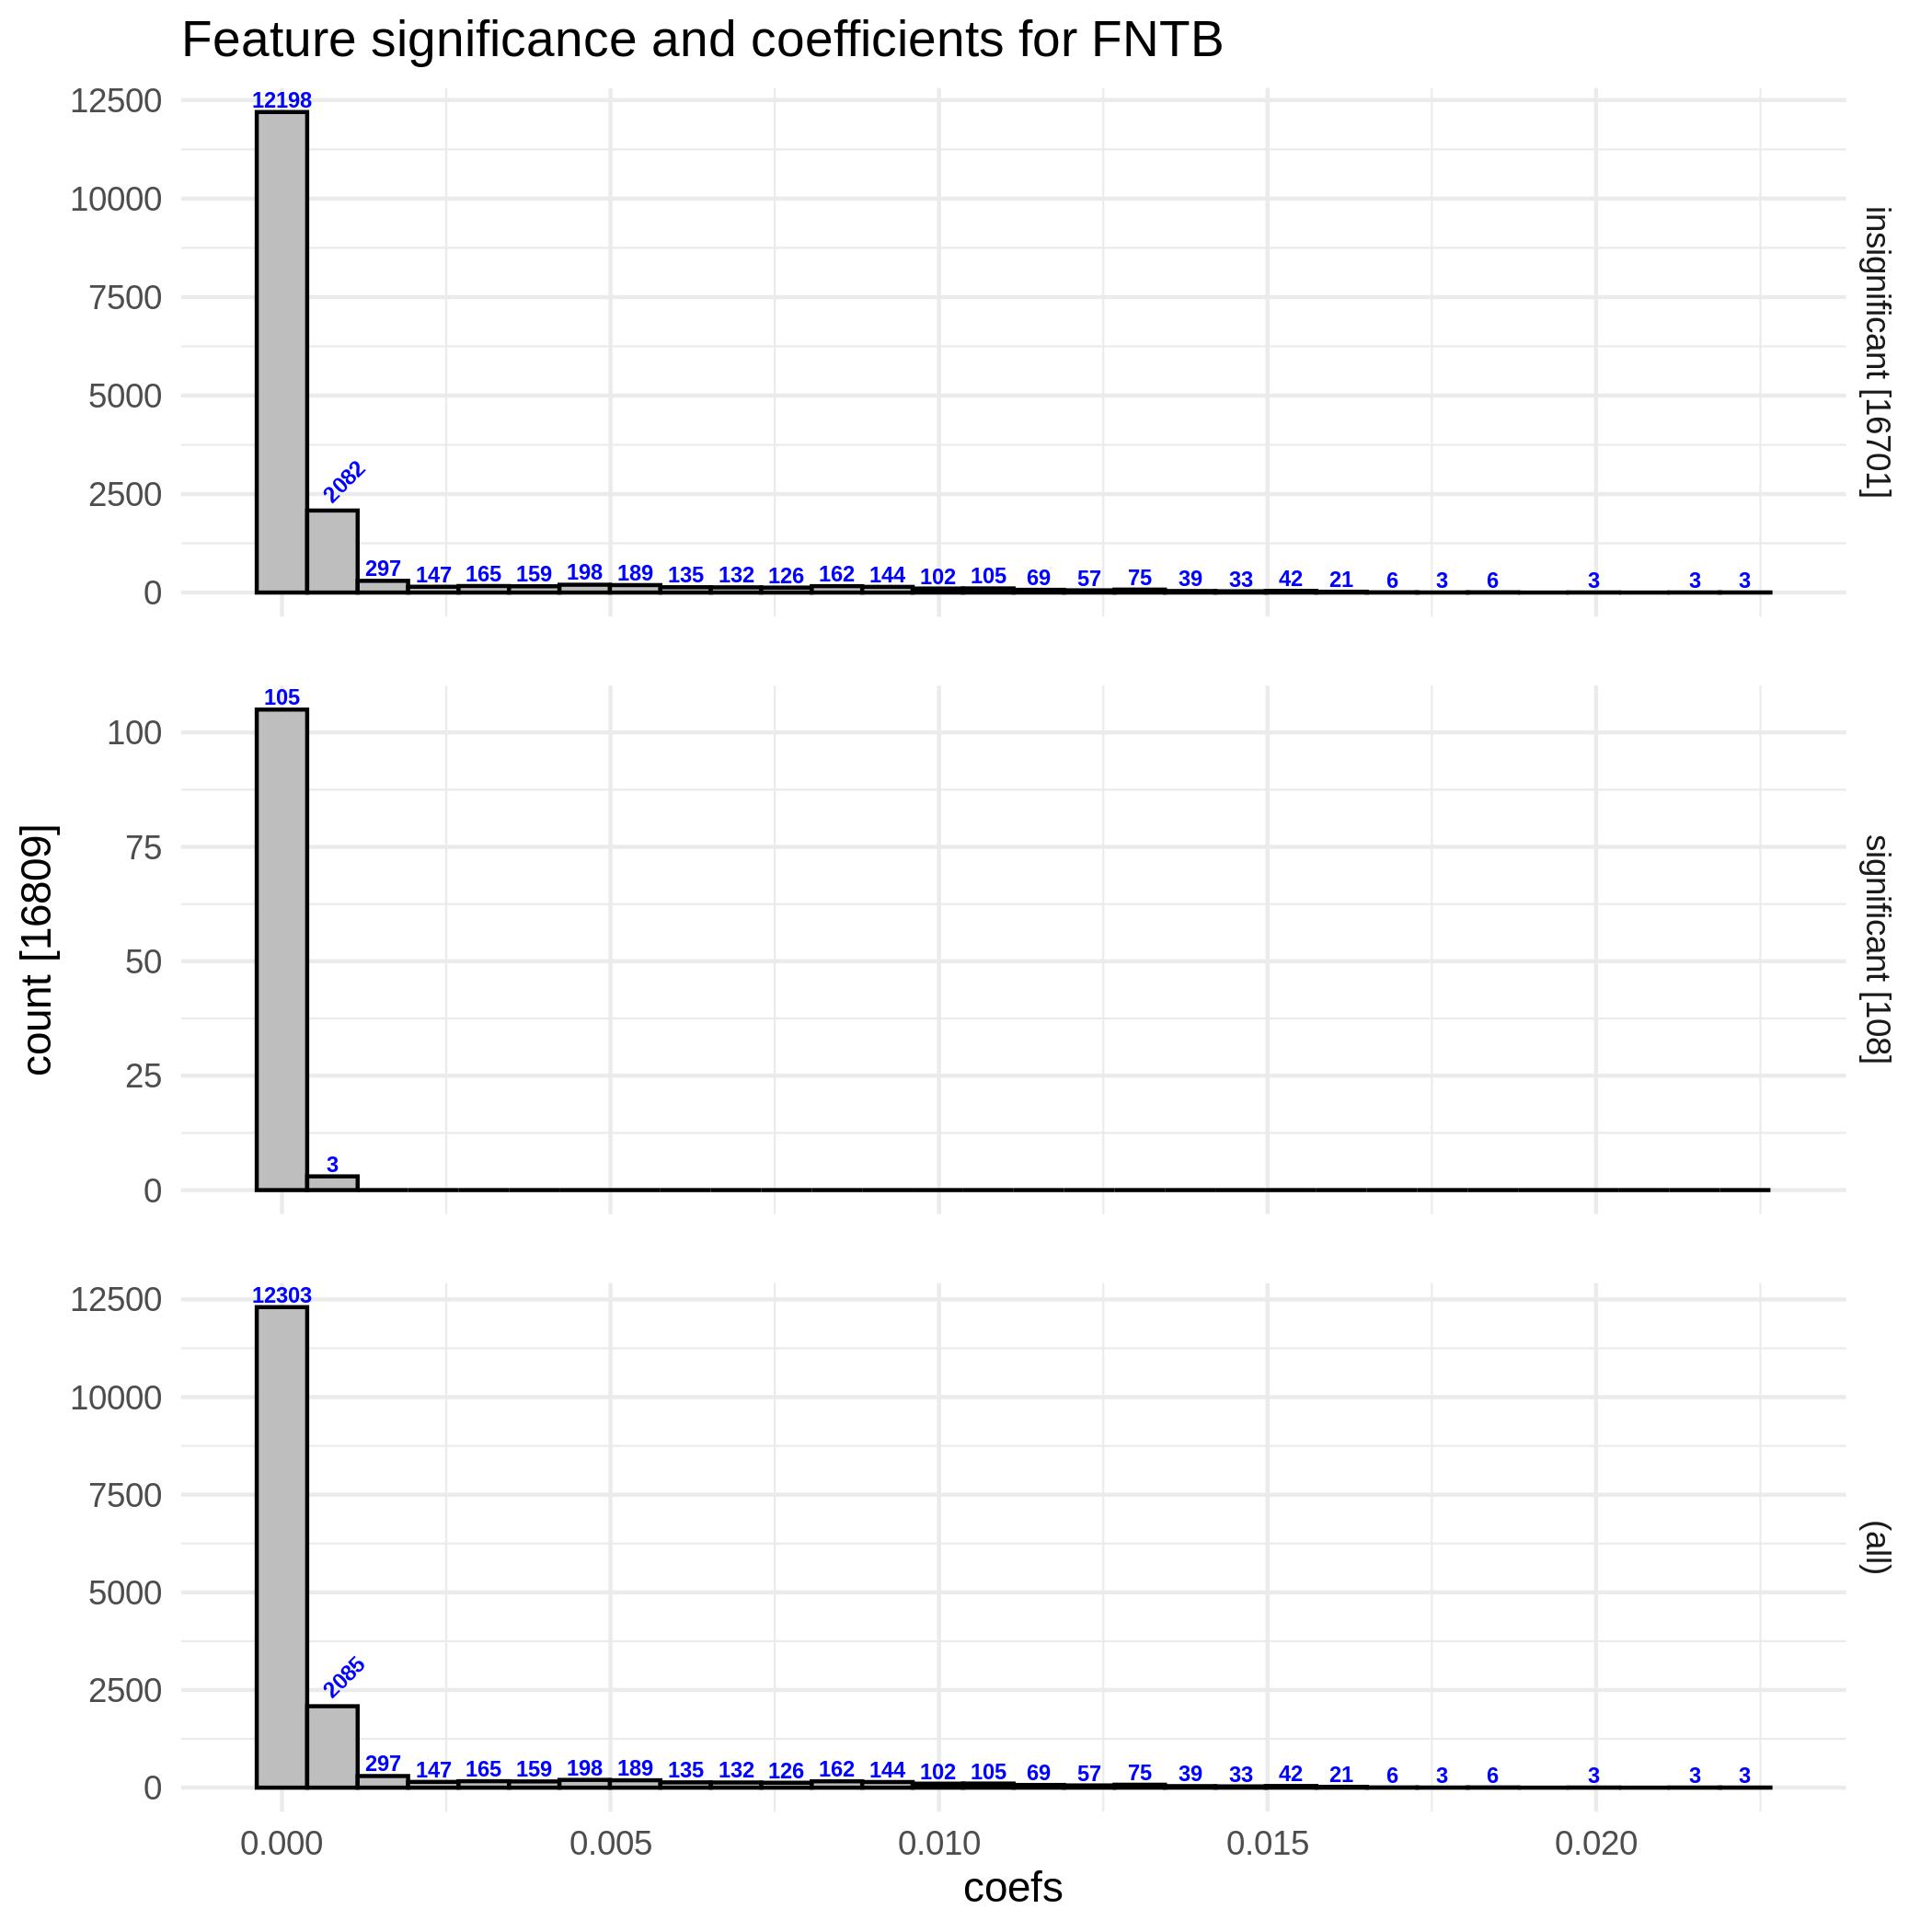 Feature significance and coefficients for FNTB
count [16809]
12500
10000
7500
5000
2500
0
12198
2082
297 147 165 159 198 189 135 132 126 162 144 102 105 69 57 75 39 33 42 21 6 3 6 3 3 3
insignificant [16701]
100
75
50
25
0
105
3
significant [108]
12500
10000
7500
5000
2500
0
12303
2085
297 147 165 159 198 189 135 132 126 162 144 102 105 69 57 75 39 33 42 21 6 3 6 3 3 3
(all)
0.000 0.005 0.010 0.015 0.020
coefs